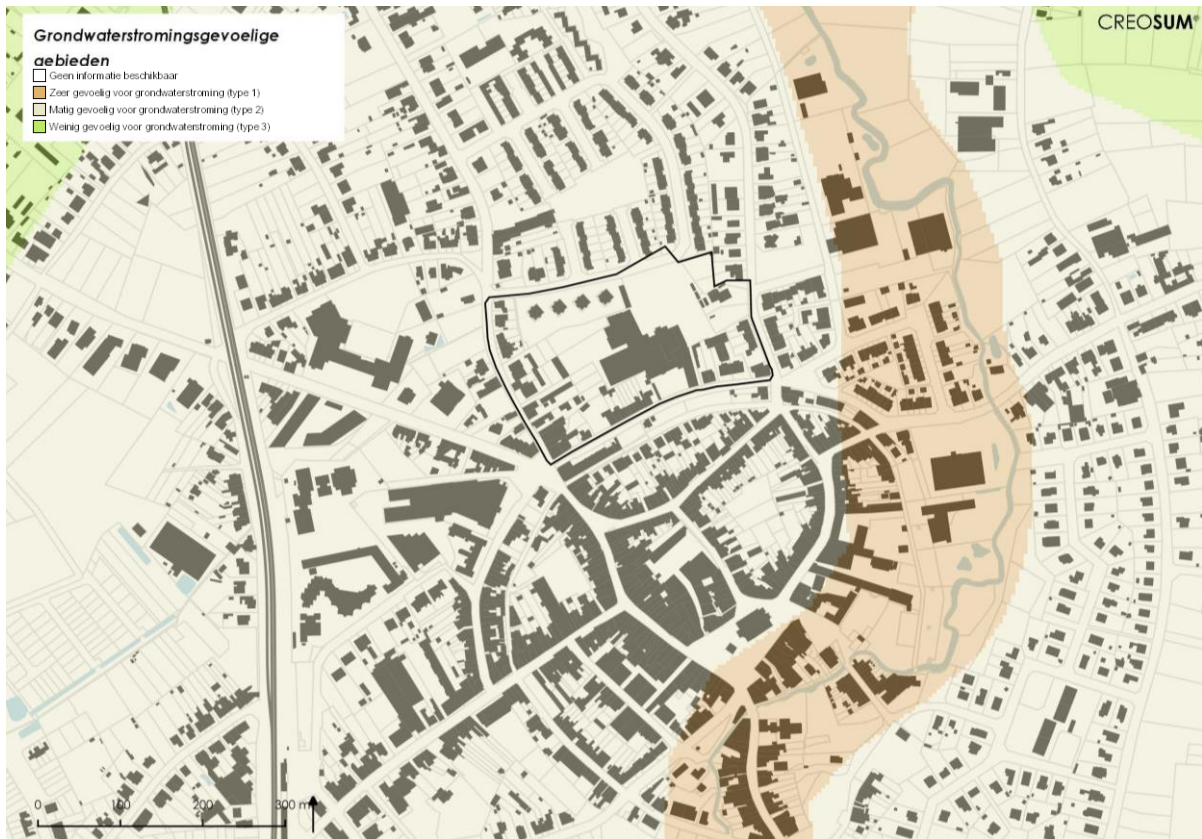 Grondwaterstromingsgevoelige
gebieden
Geen informatie beschikbaar
Zeer gevoelig voor grondwaterstroming (type 1)
Matig gevoelig voor grondwaterstroming (type 2)
Weinig gevoelig voor grondwaterstroming (type 3)
CREOSUM®
0 100 200 300 m